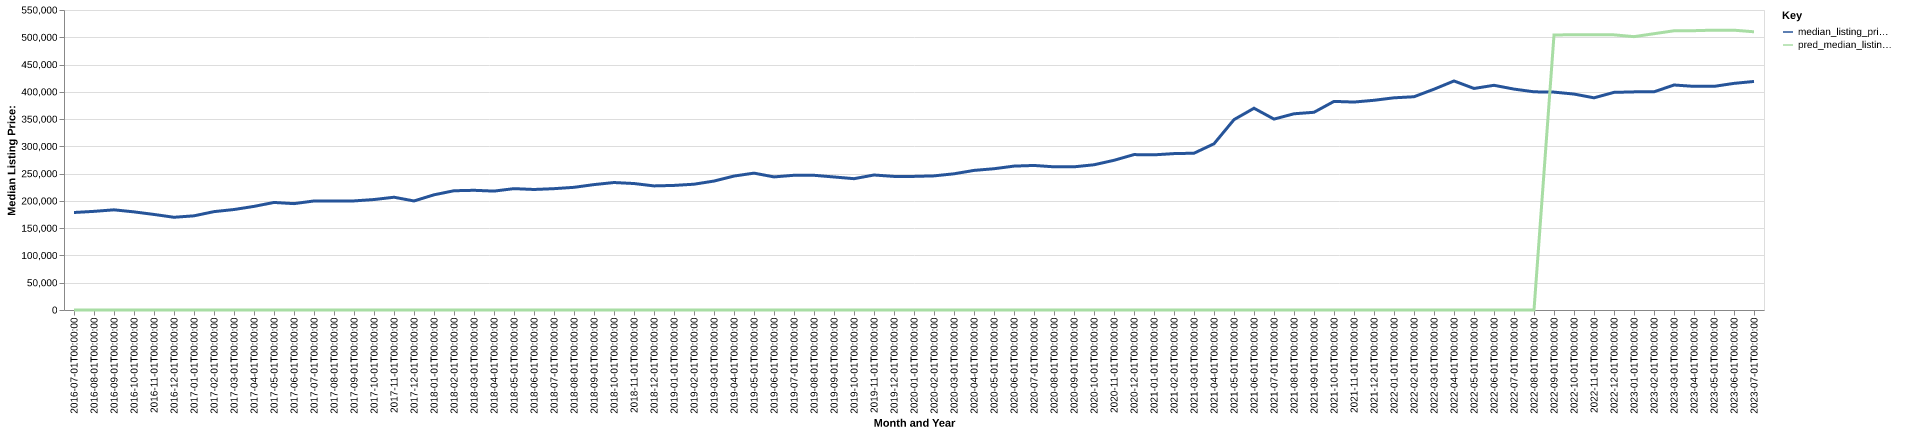 550,000
500,000
450,000
400,000
350,000
300,000
250,000
200,000
150,000
100,000
50,000
0
Median Listing Price:
2016-07-01T00:00:00
2016-08-01T00:00:00
2016-09-01T00:00:00
2016-10-01T00:00:00
2016-11-01T00:00:00
2016-12-01T00:00:00
2017-01-01T00:00:00
2017-02-01T00:00:00
2017-03-01T00:00:00
2017-04-01T00:00:00
2017-05-01T00:00:00
2017-06-01T00:00:00
2017-07-01T00:00:00
2017-08-01T00:00:00
2017-09-01T00:00:00
2017-10-01T00:00:00
2017-11-01T00:00:00
2017-12-01T00:00:00
2018-01-01T00:00:00
2018-02-01T00:00:00
2018-03-01T00:00:00
2018-04-01T00:00:00
2018-05-01T00:00:00
2018-06-01T00:00:00
2018-07-01T00:00:00
2018-08-01T00:00:00
2018-09-01T00:00:00
2018-10-01T00:00:00
2018-11-01T00:00:00
2018-12-01T00:00:00
2019-01-01T00:00:00
2019-02-01T00:00:00
2019-03-01T00:00:00
2019-04-01T00:00:00
2019-05-01T00:00:00
2019-06-01T00:00:00
2019-07-01T00:00:00
2019-08-01T00:00:00
2019-09-01T00:00:00
2019-10-01T00:00:00
2019-11-01T00:00:00
2019-12-01T00:00:00
2020-01-01T00:00:00
2020-02-01T00:00:00
2020-03-01T00:00:00
2020-04-01T00:00:00
2020-05-01T00:00:00
2020-06-01T00:00:00
2020-07-01T00:00:00
2020-08-01T00:00:00
2020-09-01T00:00:00
2020-10-01T00:00:00
2020-11-01T00:00:00
2020-12-01T00:00:00
2021-01-01T00:00:00
2021-02-01T00:00:00
2021-03-01T00:00:00
2021-04-01T00:00:00
2021-05-01T00:00:00
2021-06-01T00:00:00
2021-07-01T00:00:00
2021-08-01T00:00:00
2021-09-01T00:00:00
2021-10-01T00:00:00
2021-11-01T00:00:00
2021-12-01T00:00:00
2022-01-01T00:00:00
2022-02-01T00:00:00
2022-03-01T00:00:00
2022-04-01T00:00:00
2022-05-01T00:00:00
2022-06-01T00:00:00
2022-07-01T00:00:00
2022-08-01T00:00:00
2022-09-01T00:00:00
2022-10-01T00:00:00
2022-11-01T00:00:00
2022-12-01T00:00:00
2023-01-01T00:00:00
2023-02-01T00:00:00
2023-03-01T00:00:00
2023-04-01T00:00:00
2023-05-01T00:00:00
2023-06-01T00:00:00
2023-07-01T00:00:00
Month and Year
Key
median_listing_pri…
pred_median_listin…